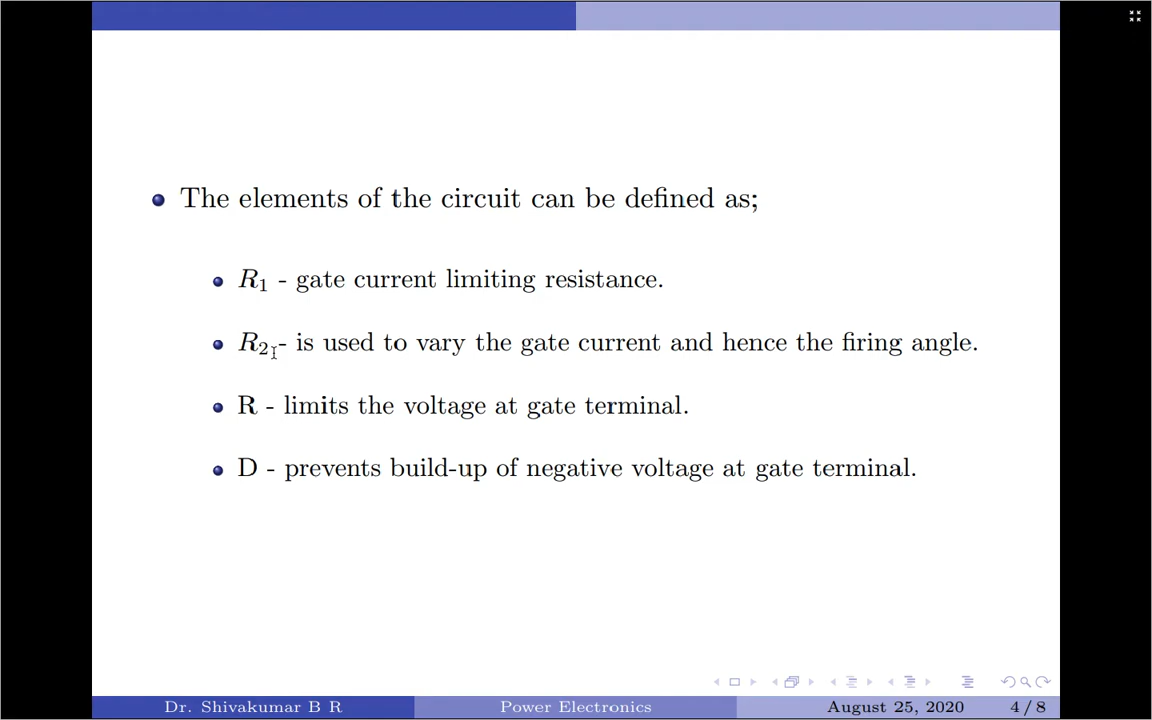 The elements of the circuit can be defined as;
R₁ - gate current limiting resistance.
R₂ - is used to vary the gate current and hence the firing angle.
R - limits the voltage at gate terminal.
D - prevents build-up of negative voltage at gate terminal.
Dr. Shivakumar B R Power Electronics August 25, 2020 4 / 8